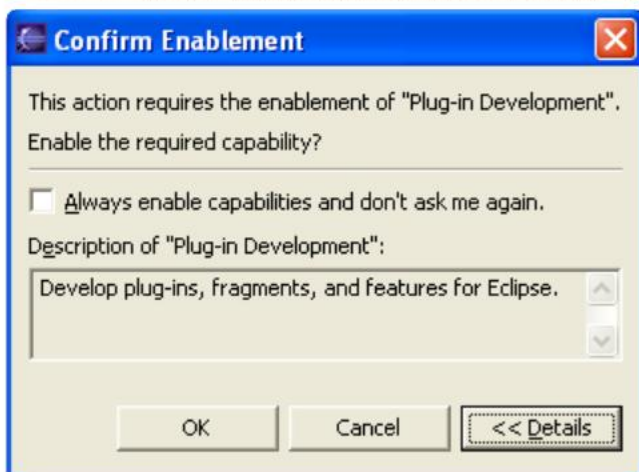 Confirm Enablement
This action requires the enablement of "Plug-in Development".
Enable the required capability?
Always enable capabilities and don't ask me again.
Description of "Plug-in Development":
Develop plug-ins, fragments, and features for Eclipse.
OK Cancel << Details